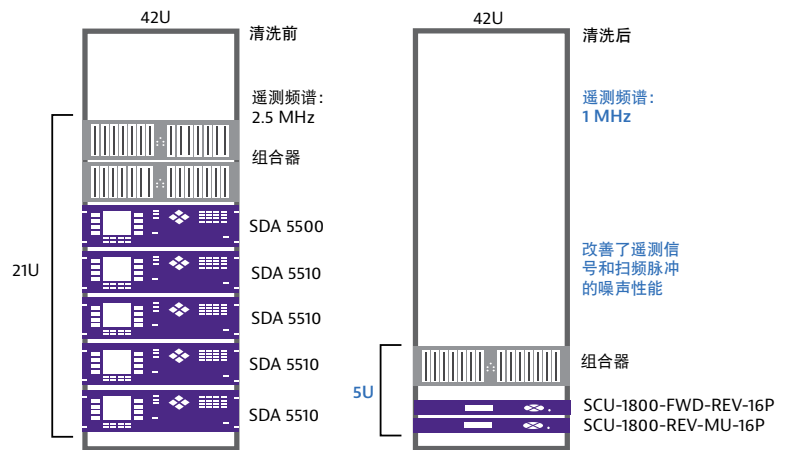 42U
清洗前
遥测频谱：
2.5 MHz
组合器
21U
SDA 5500
SDA 5510
SDA 5510
SDA 5510
SDA 5510
42U
清洗后
遥测频谱：
1 MHz
改善了遥测信
号和扫频脉冲
的噪声性能
5U
组合器
SCU-1800-FWD-REV-16P
SCU-1800-REV-MU-16P